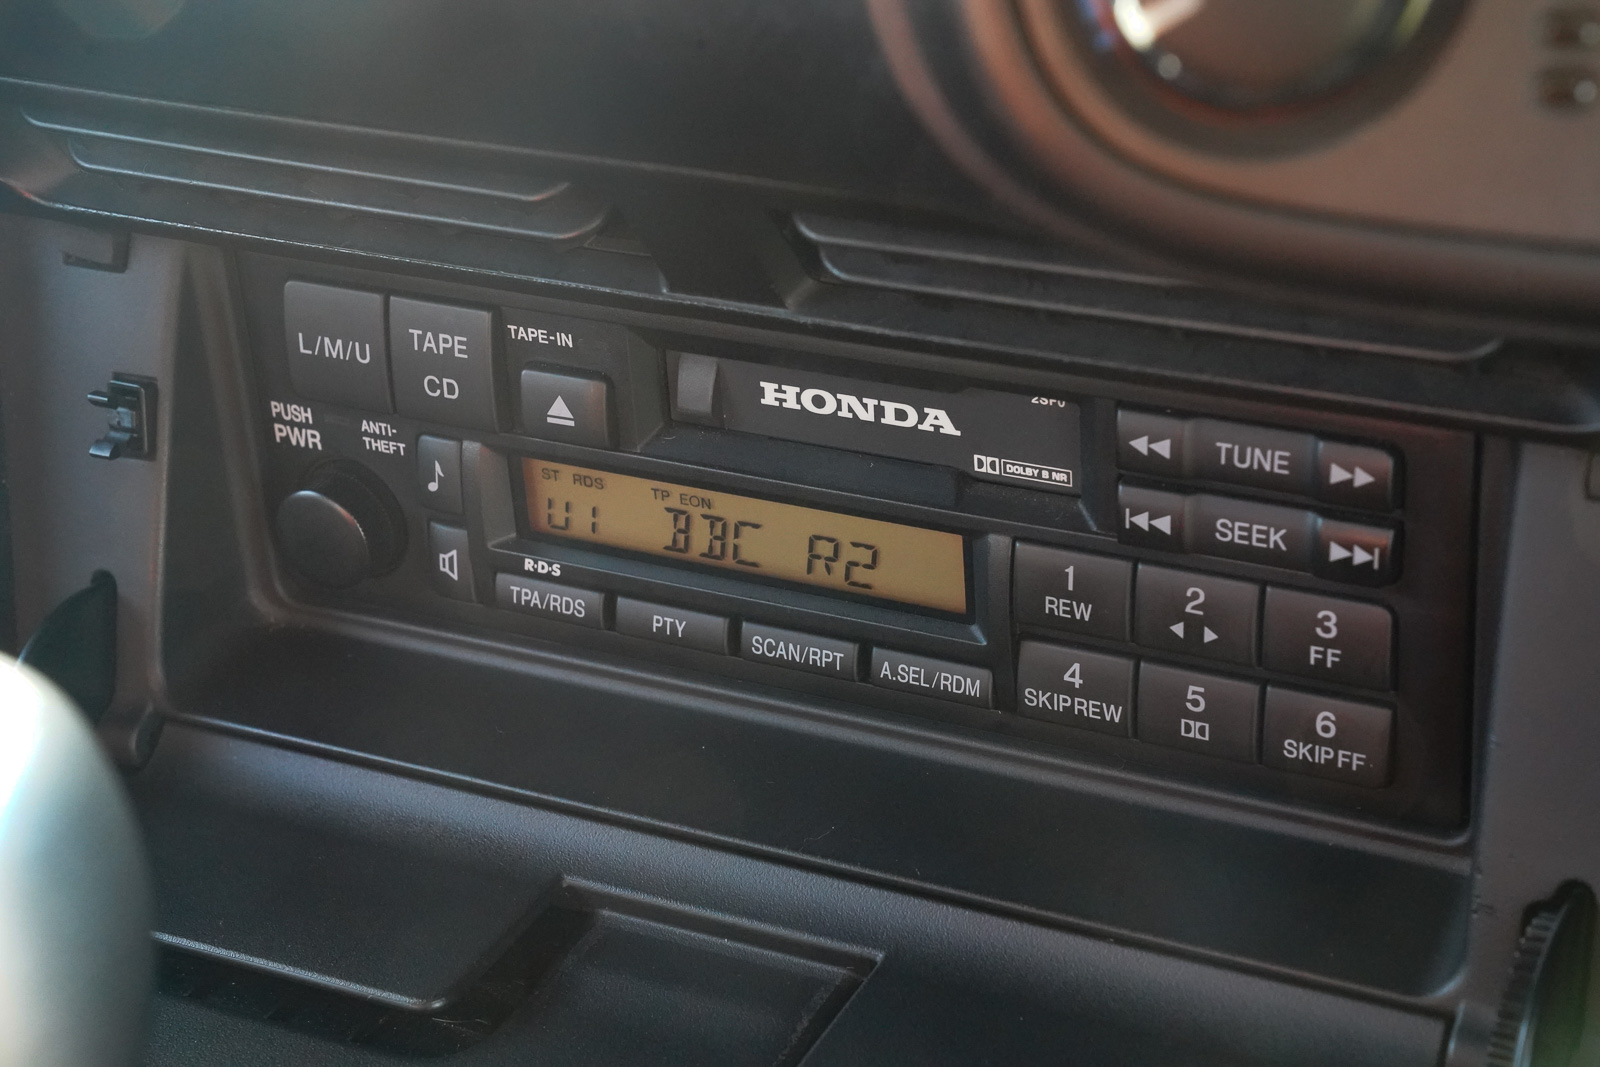 L/M/U
TAPE
CD
TAPE-IN
PUSH
PWR
ANTI-
THEFT
HONDA
2SF0
DOLBY B NR
TUNE
SEEK
ST RDS TP EON
U1 BBC R2
R·D·S
TPA/RDS
PTY
SCAN/RPT
A.SEL/RDM
1
REW
2
3
FF
4
SKIP REW
5
6
SKIP FF